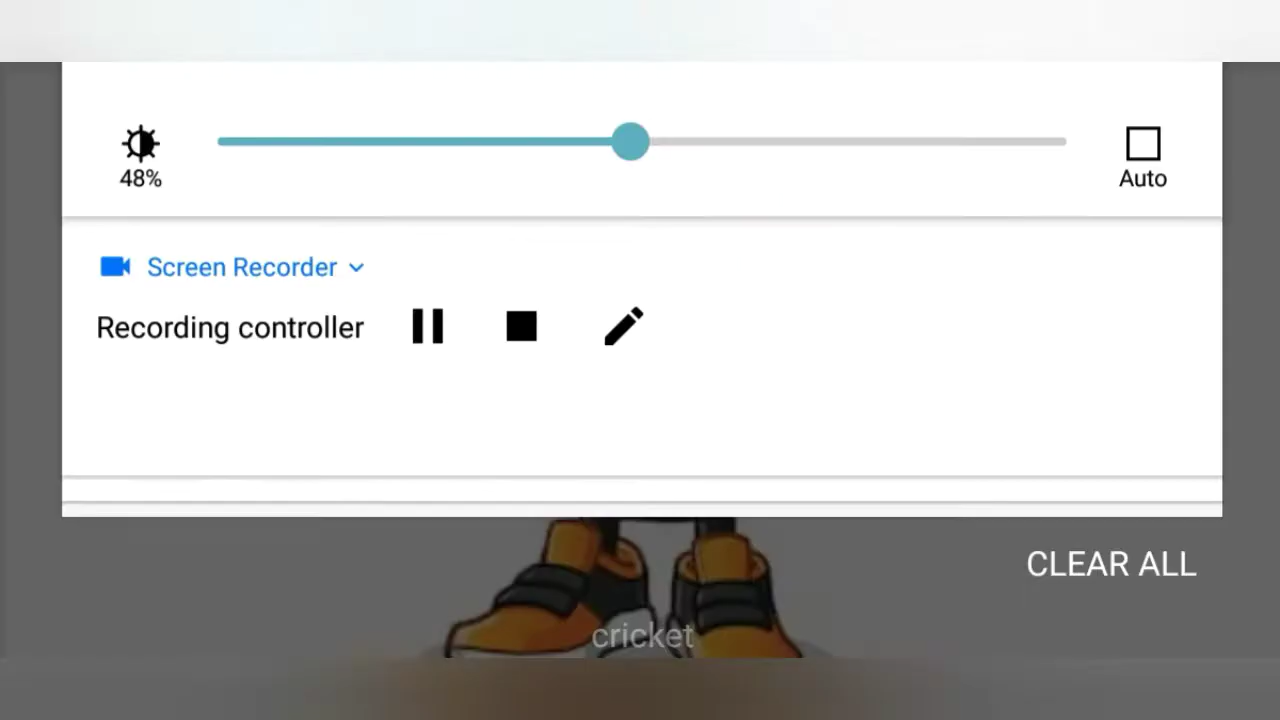 48%
Auto
Screen Recorder
Recording controller
CLEAR ALL
cricket